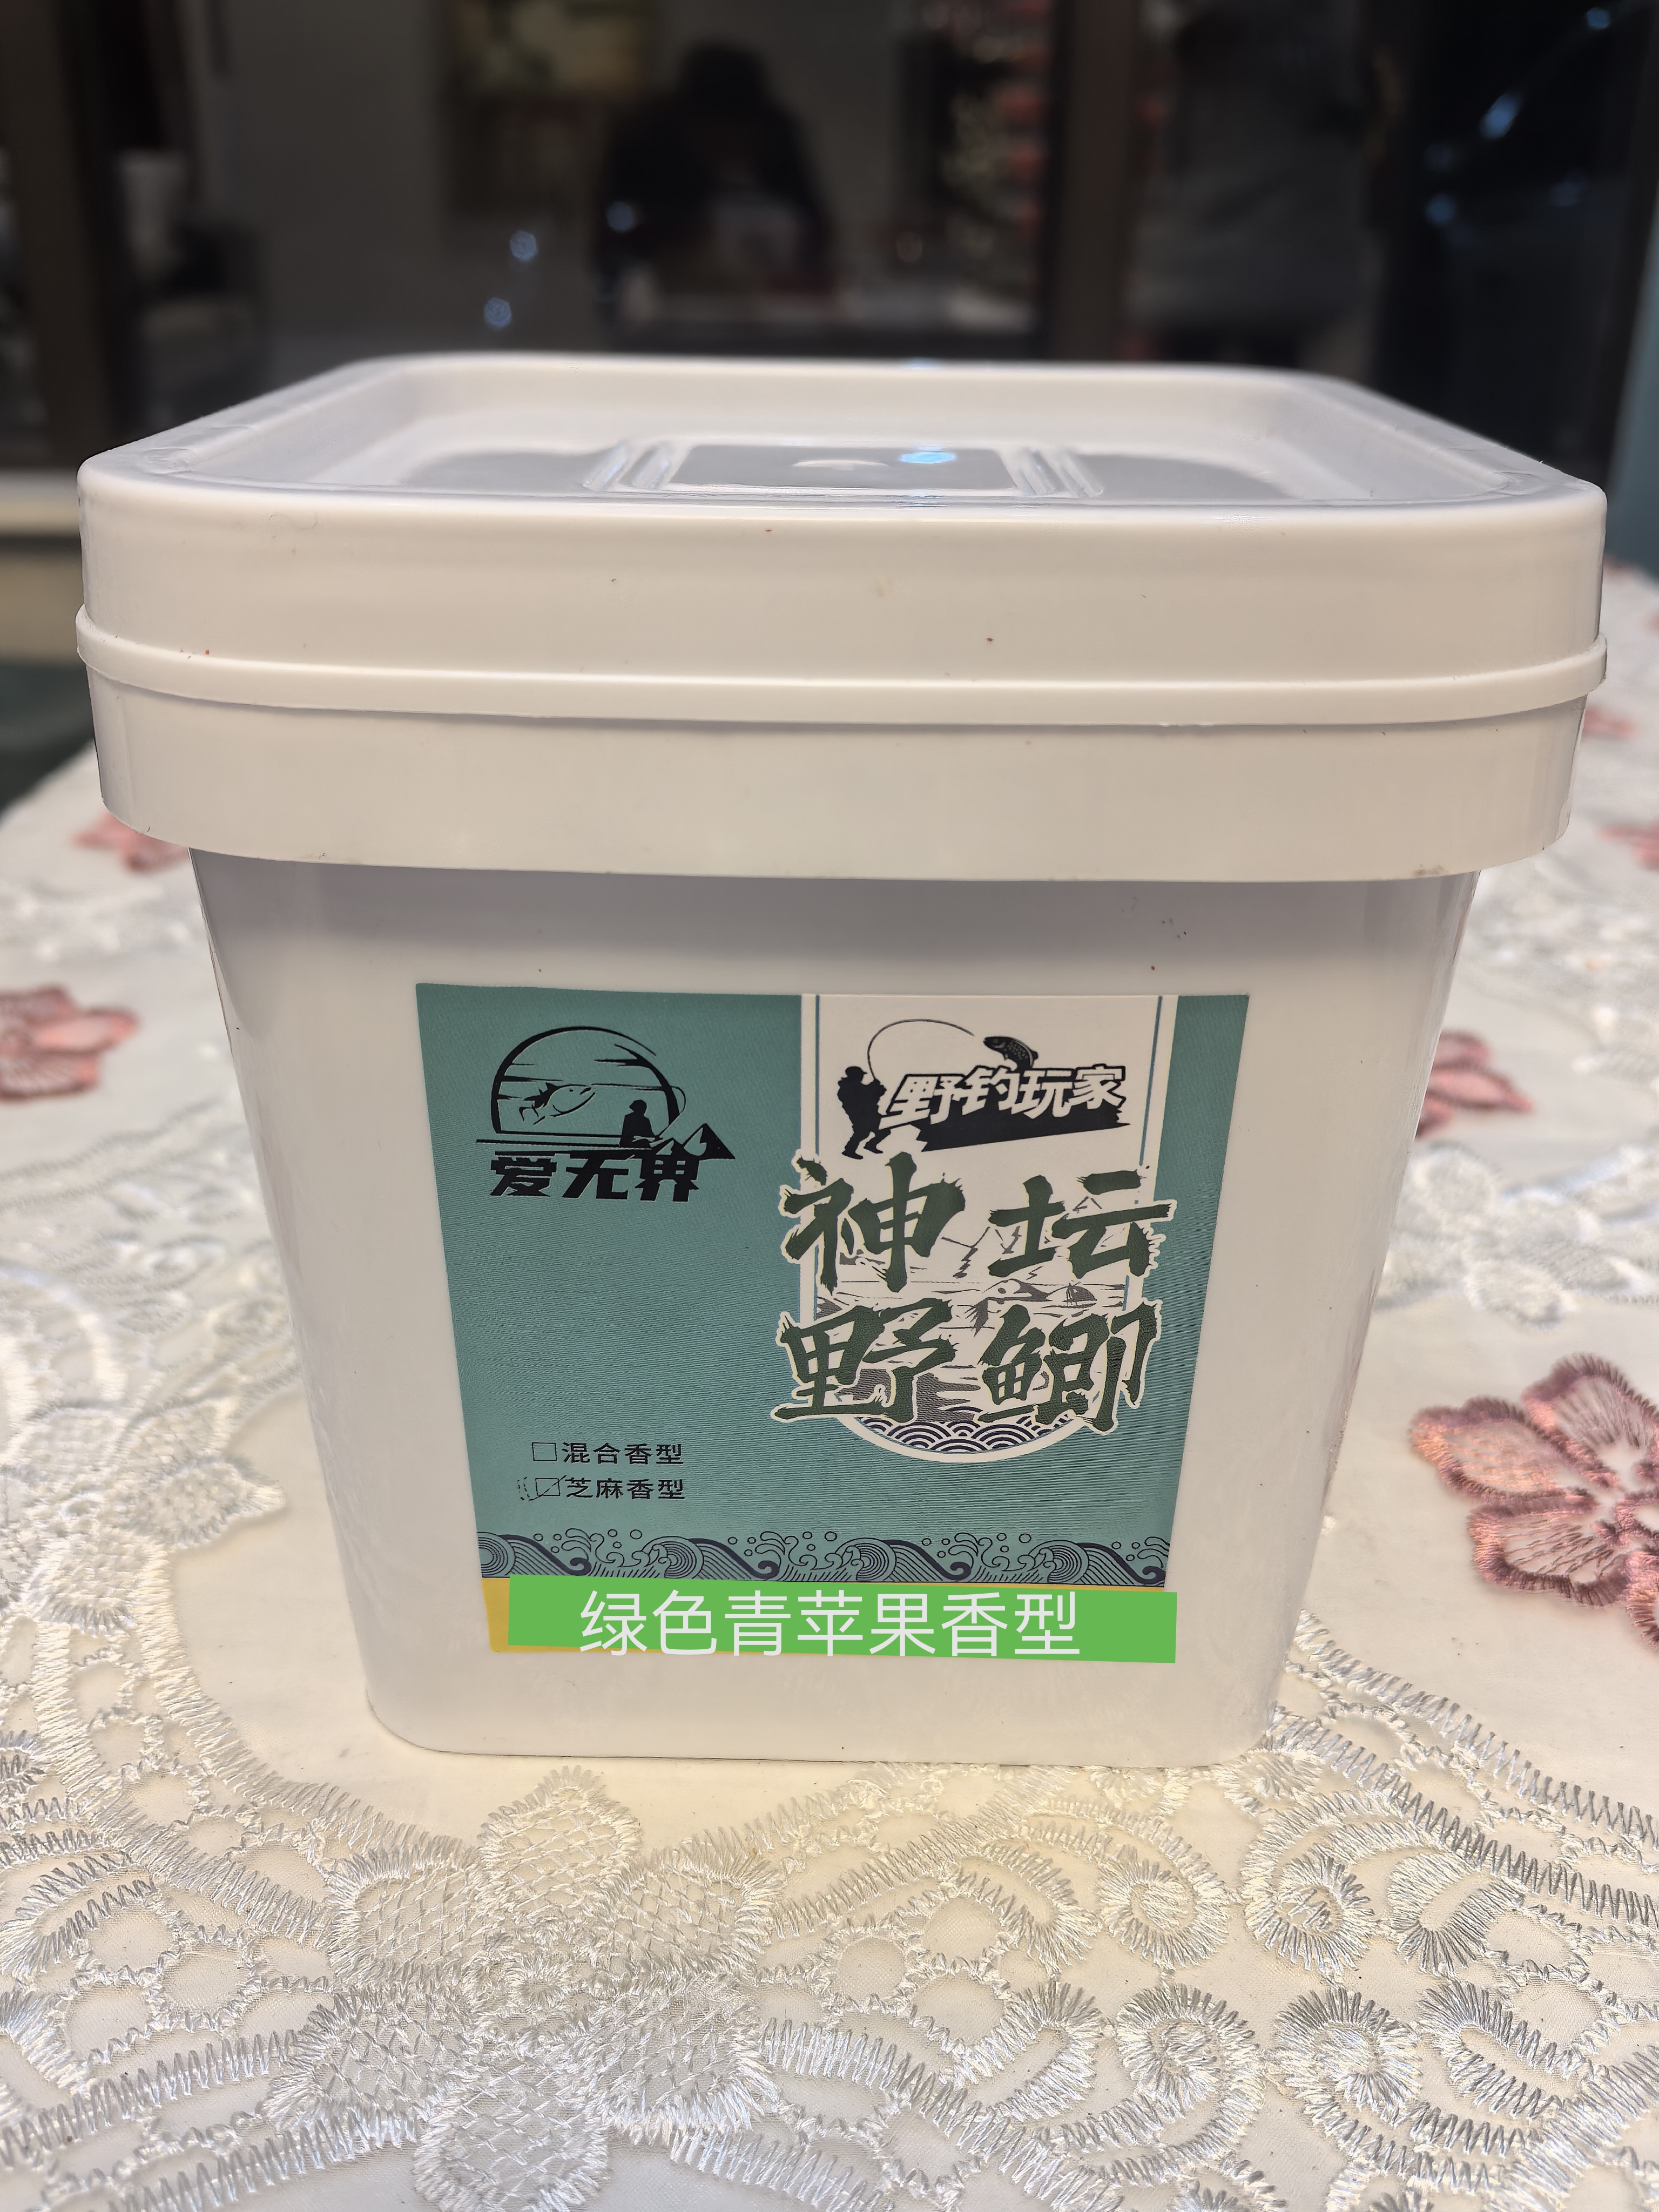 爱无界
野钓玩家
神坛
野鲫
□混合香型
☑芝麻香型
绿色青苹果香型